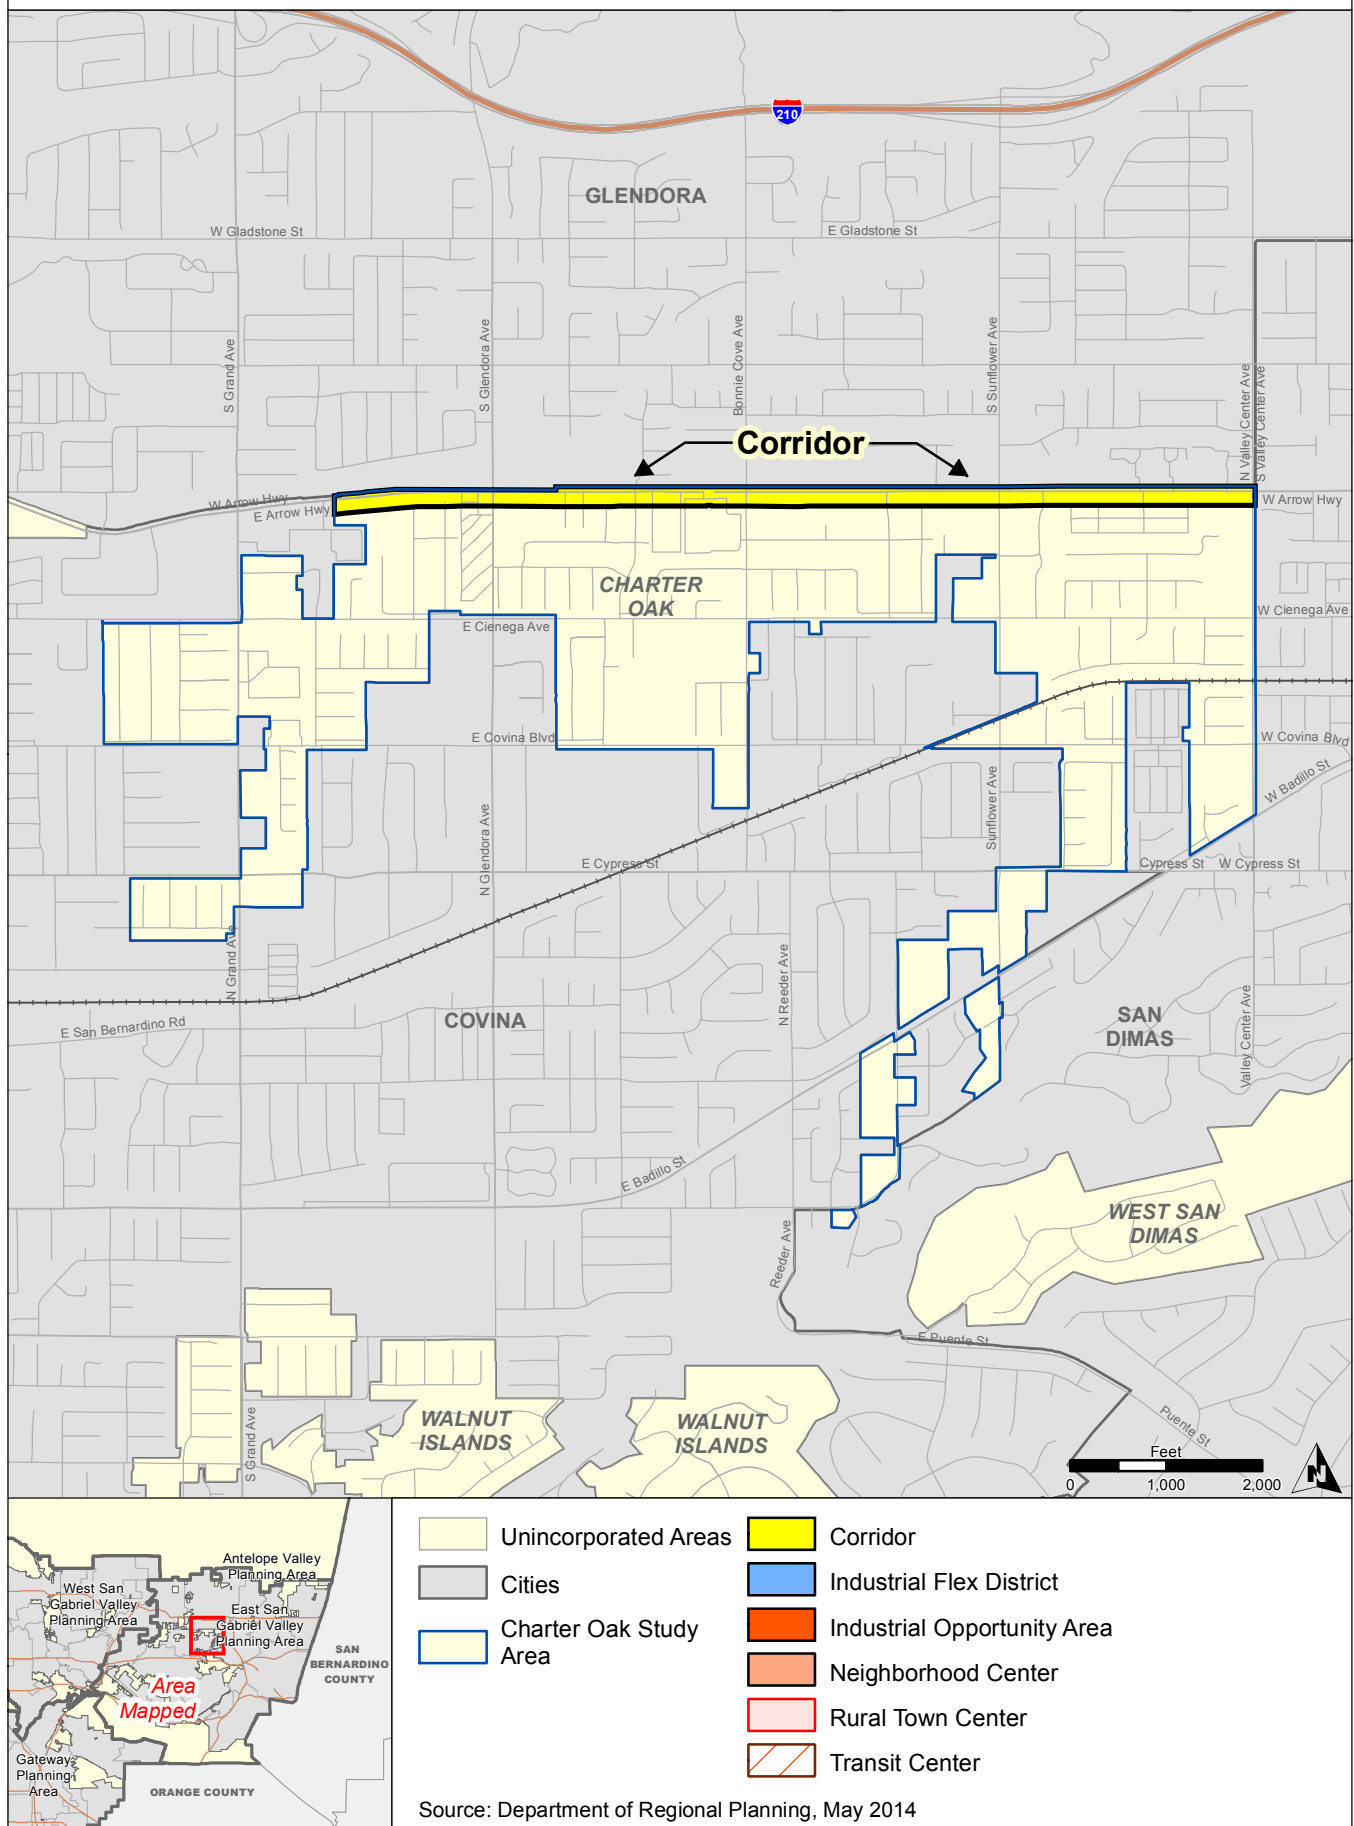 210
GLENDORA
W Gladstone St
E Gladstone St
S Grand Ave
S Glendora Ave
Bonnie Cove Ave
S Sunflower Ave
N Valley Center Ave
S Valley Center Ave
Corridor
W Arrow Hwy
E Arrow Hwy
W Arrow Hwy
CHARTER
OAK
E Cienega Ave
W Cienega Ave
E Covina Blvd
W Covina Blvd
W Badillo St
N Glendora Ave
Sunflower Ave
E Cypress St
Cypress St
W Cypress St
N Grand Ave
N Reeder Ave
E San Bernardino Rd
COVINA
SAN
DIMAS
Valley Center Ave
E Badillo St
WEST SAN
DIMAS
Reeder Ave
E Puente St
Puente St
S Grand Ave
WALNUT
ISLANDS
WALNUT
ISLANDS
Feet
0 1,000 2,000
N
Antelope Valley
Planning Area
West San
Gabriel Valley
Planning Area
East San
Gabriel Valley
Planning Area
SAN
BERNARDINO
COUNTY
Area
Mapped
Gateway
Planning
Area
ORANGE COUNTY
Unincorporated Areas
Cities
Charter Oak Study
Area
Corridor
Industrial Flex District
Industrial Opportunity Area
Neighborhood Center
Rural Town Center
Transit Center
Source: Department of Regional Planning, May 2014